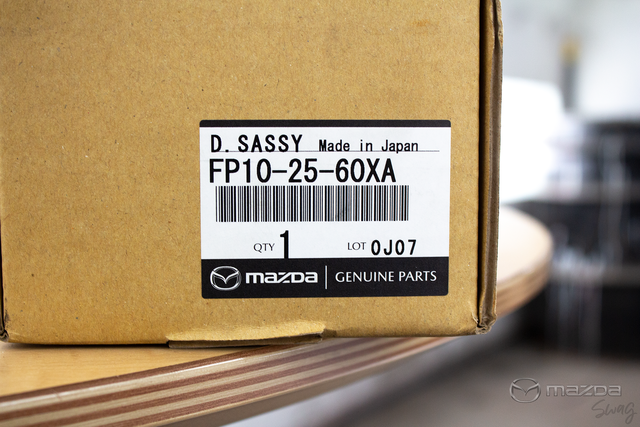 D.SASSY Made in Japan
FP10-25-60XA
QTY 1 LOT 0J07
mazda GENUINE PARTS
mazda
Swag